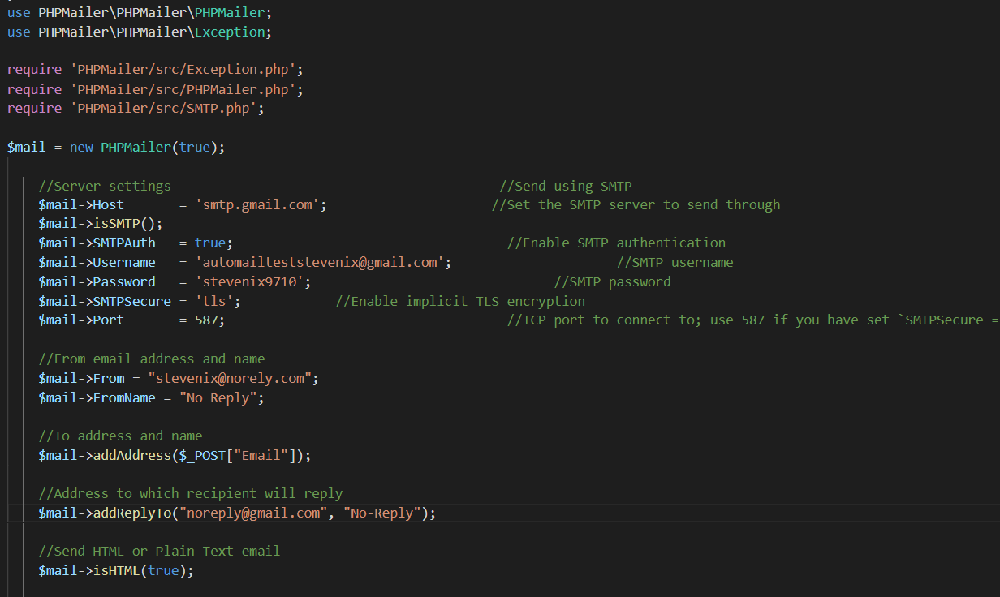 use PHPMailer\PHPMailer\PHPMailer;
use PHPMailer\PHPMailer\Exception;
require 'PHPMailer/src/Exception.php';
require 'PHPMailer/src/PHPMailer.php';
require 'PHPMailer/src/SMTP.php';
$mail = new PHPMailer(true);
//Server settings //Send using SMTP
$mail->Host = 'smtp.gmail.com'; //Set the SMTP server to send through
$mail->isSMTP();
$mail->SMTPAuth = true; //Enable SMTP authentication
$mail->Username = 'automailteststevenix@gmail.com'; //SMTP username
$mail->Password = 'stevenix9710'; //SMTP password
$mail->SMTPSecure = 'tls'; //Enable implicit TLS encryption
$mail->Port = 587; //TCP port to connect to; use 587 if you have set `SMTPSecure =
//From email address and name
$mail->From = "stevenix@norely.com";
$mail->FromName = "No Reply";
//To address and name
$mail->addAddress($_POST["Email"]);
//Address to which recipient will reply
$mail->addReplyTo("noreply@gmail.com", "No-Reply");
//Send HTML or Plain Text email
$mail->isHTML(true);